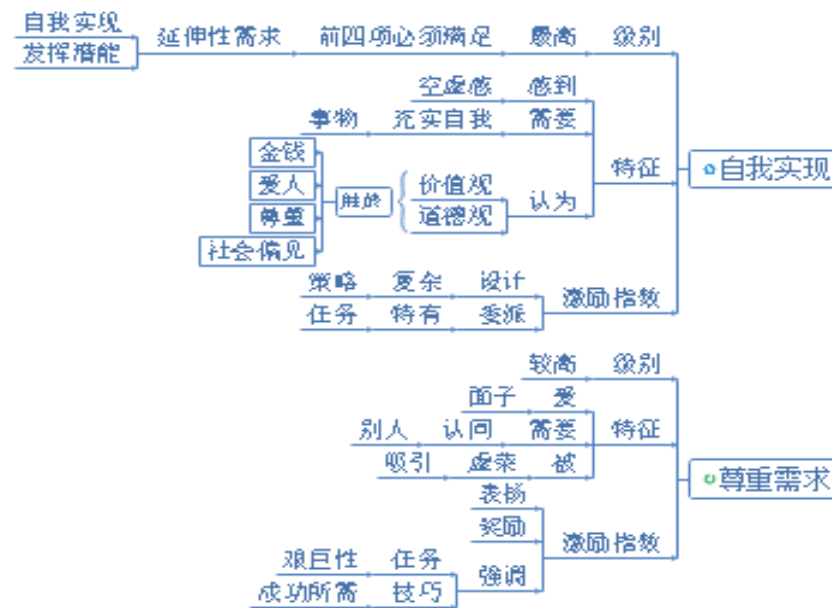 自我实现
发挥潜能
延伸性需求 前四项必须满足 最高 级别
空虚感 感到
事物 充实自我 需要
金钱
爱人
尊重
社会偏见
胜於
价值观
道德观
认为
特征
自我实现
策略 复杂 设计
任务 特有 委派
激励指数
较高 级别
面子 爱
别人 认同 需要
吸引 虚荣 被
特征
尊重需求
表扬
奖励
艰巨性 任务
成功所需 技巧
强调
激励指数